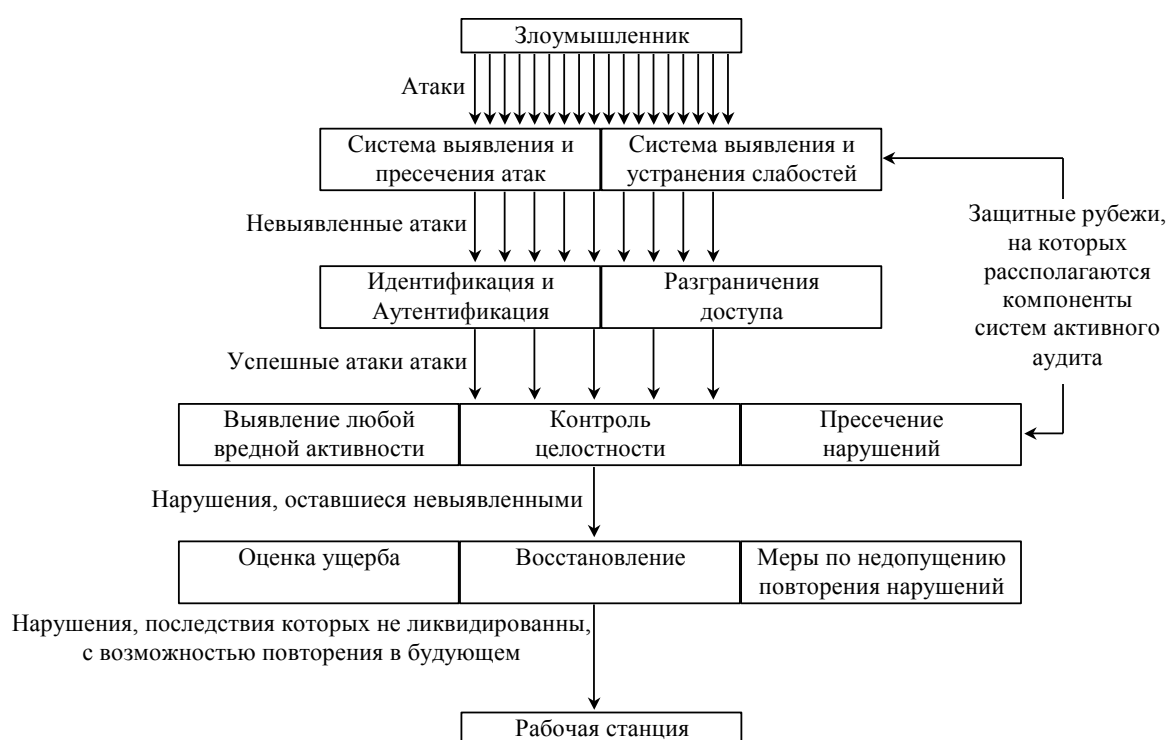 Злоумышленник
Атаки
Система выявления и
пресечения атак
Система выявления и
устранения слабостей
Невыявленные атаки
Защитные рубежи,
на которых
рассполагаются
компоненты
систем активного
аудита
Идентификация и
Аутентификация
Разграничения
доступа
Успешные атаки атаки
Выявление любой
вредной активности
Контроль
целостности
Пресечение
нарушений
Нарушения, оставшиеся невыявленными
Оценка ущерба
Восстановление
Меры по недопущению
повторения нарушений
Нарушения, последствия которых не ликвидированны,
с возможностью повторения в будующем
Рабочая станция